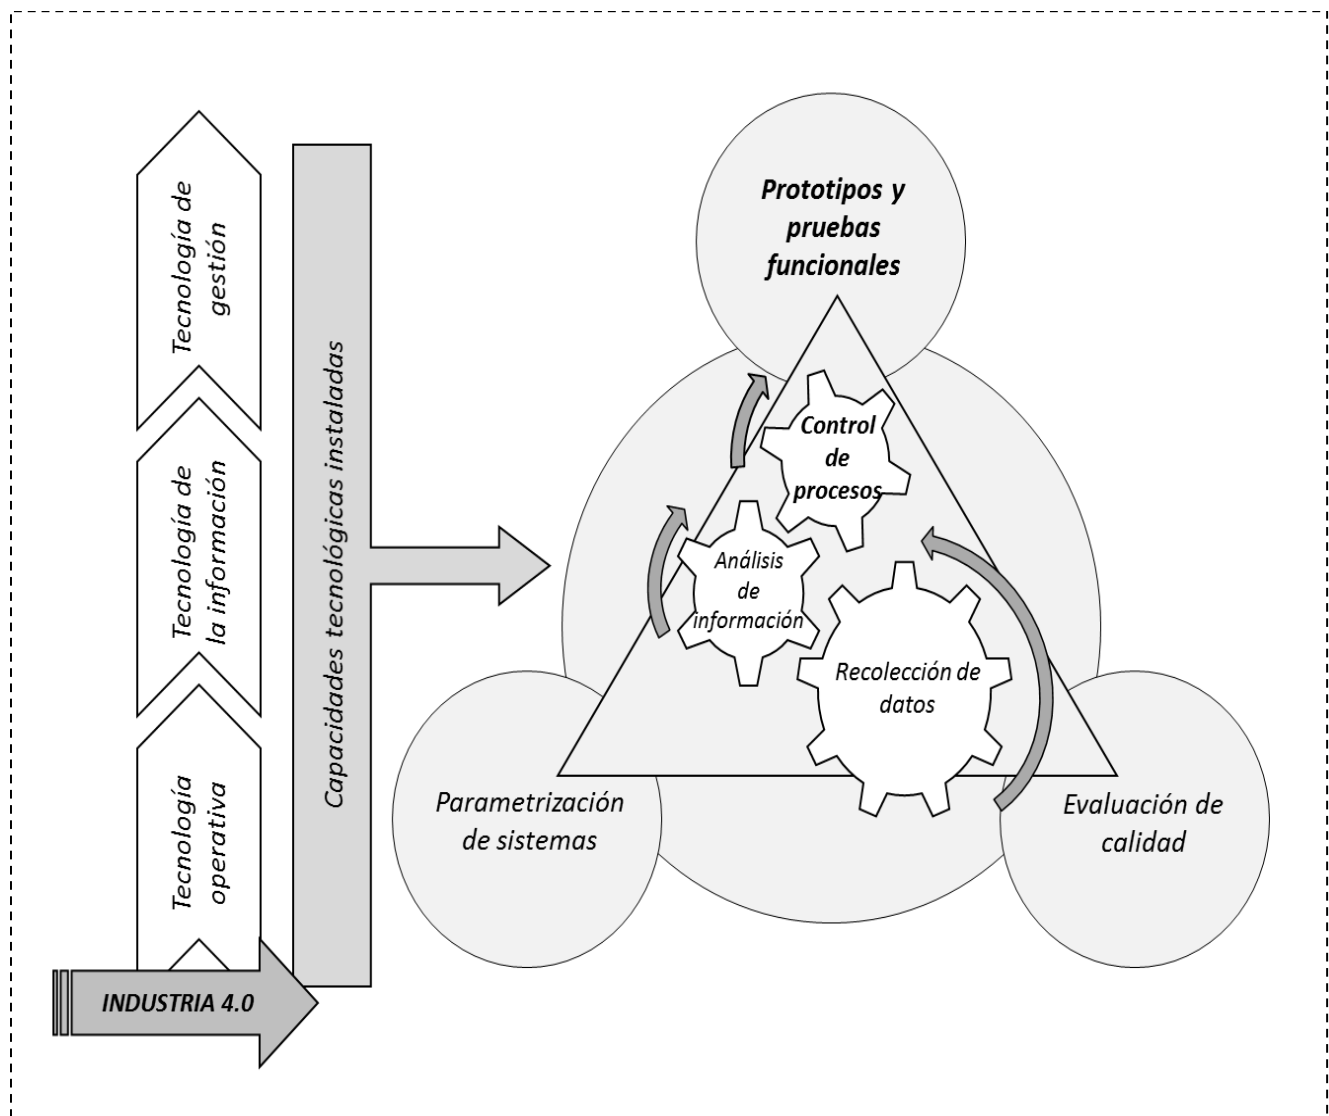 Tecnología de
gestión
Tecnología de
la información
Tecnología
operativa
INDUSTRIA 4.0
Capacidades tecnológicas instaladas
Prototipos y
pruebas
funcionales
Control
de
procesos
Análisis
de
información
Recolección de
datos
Parametrización
de sistemas
Evaluación de
calidad